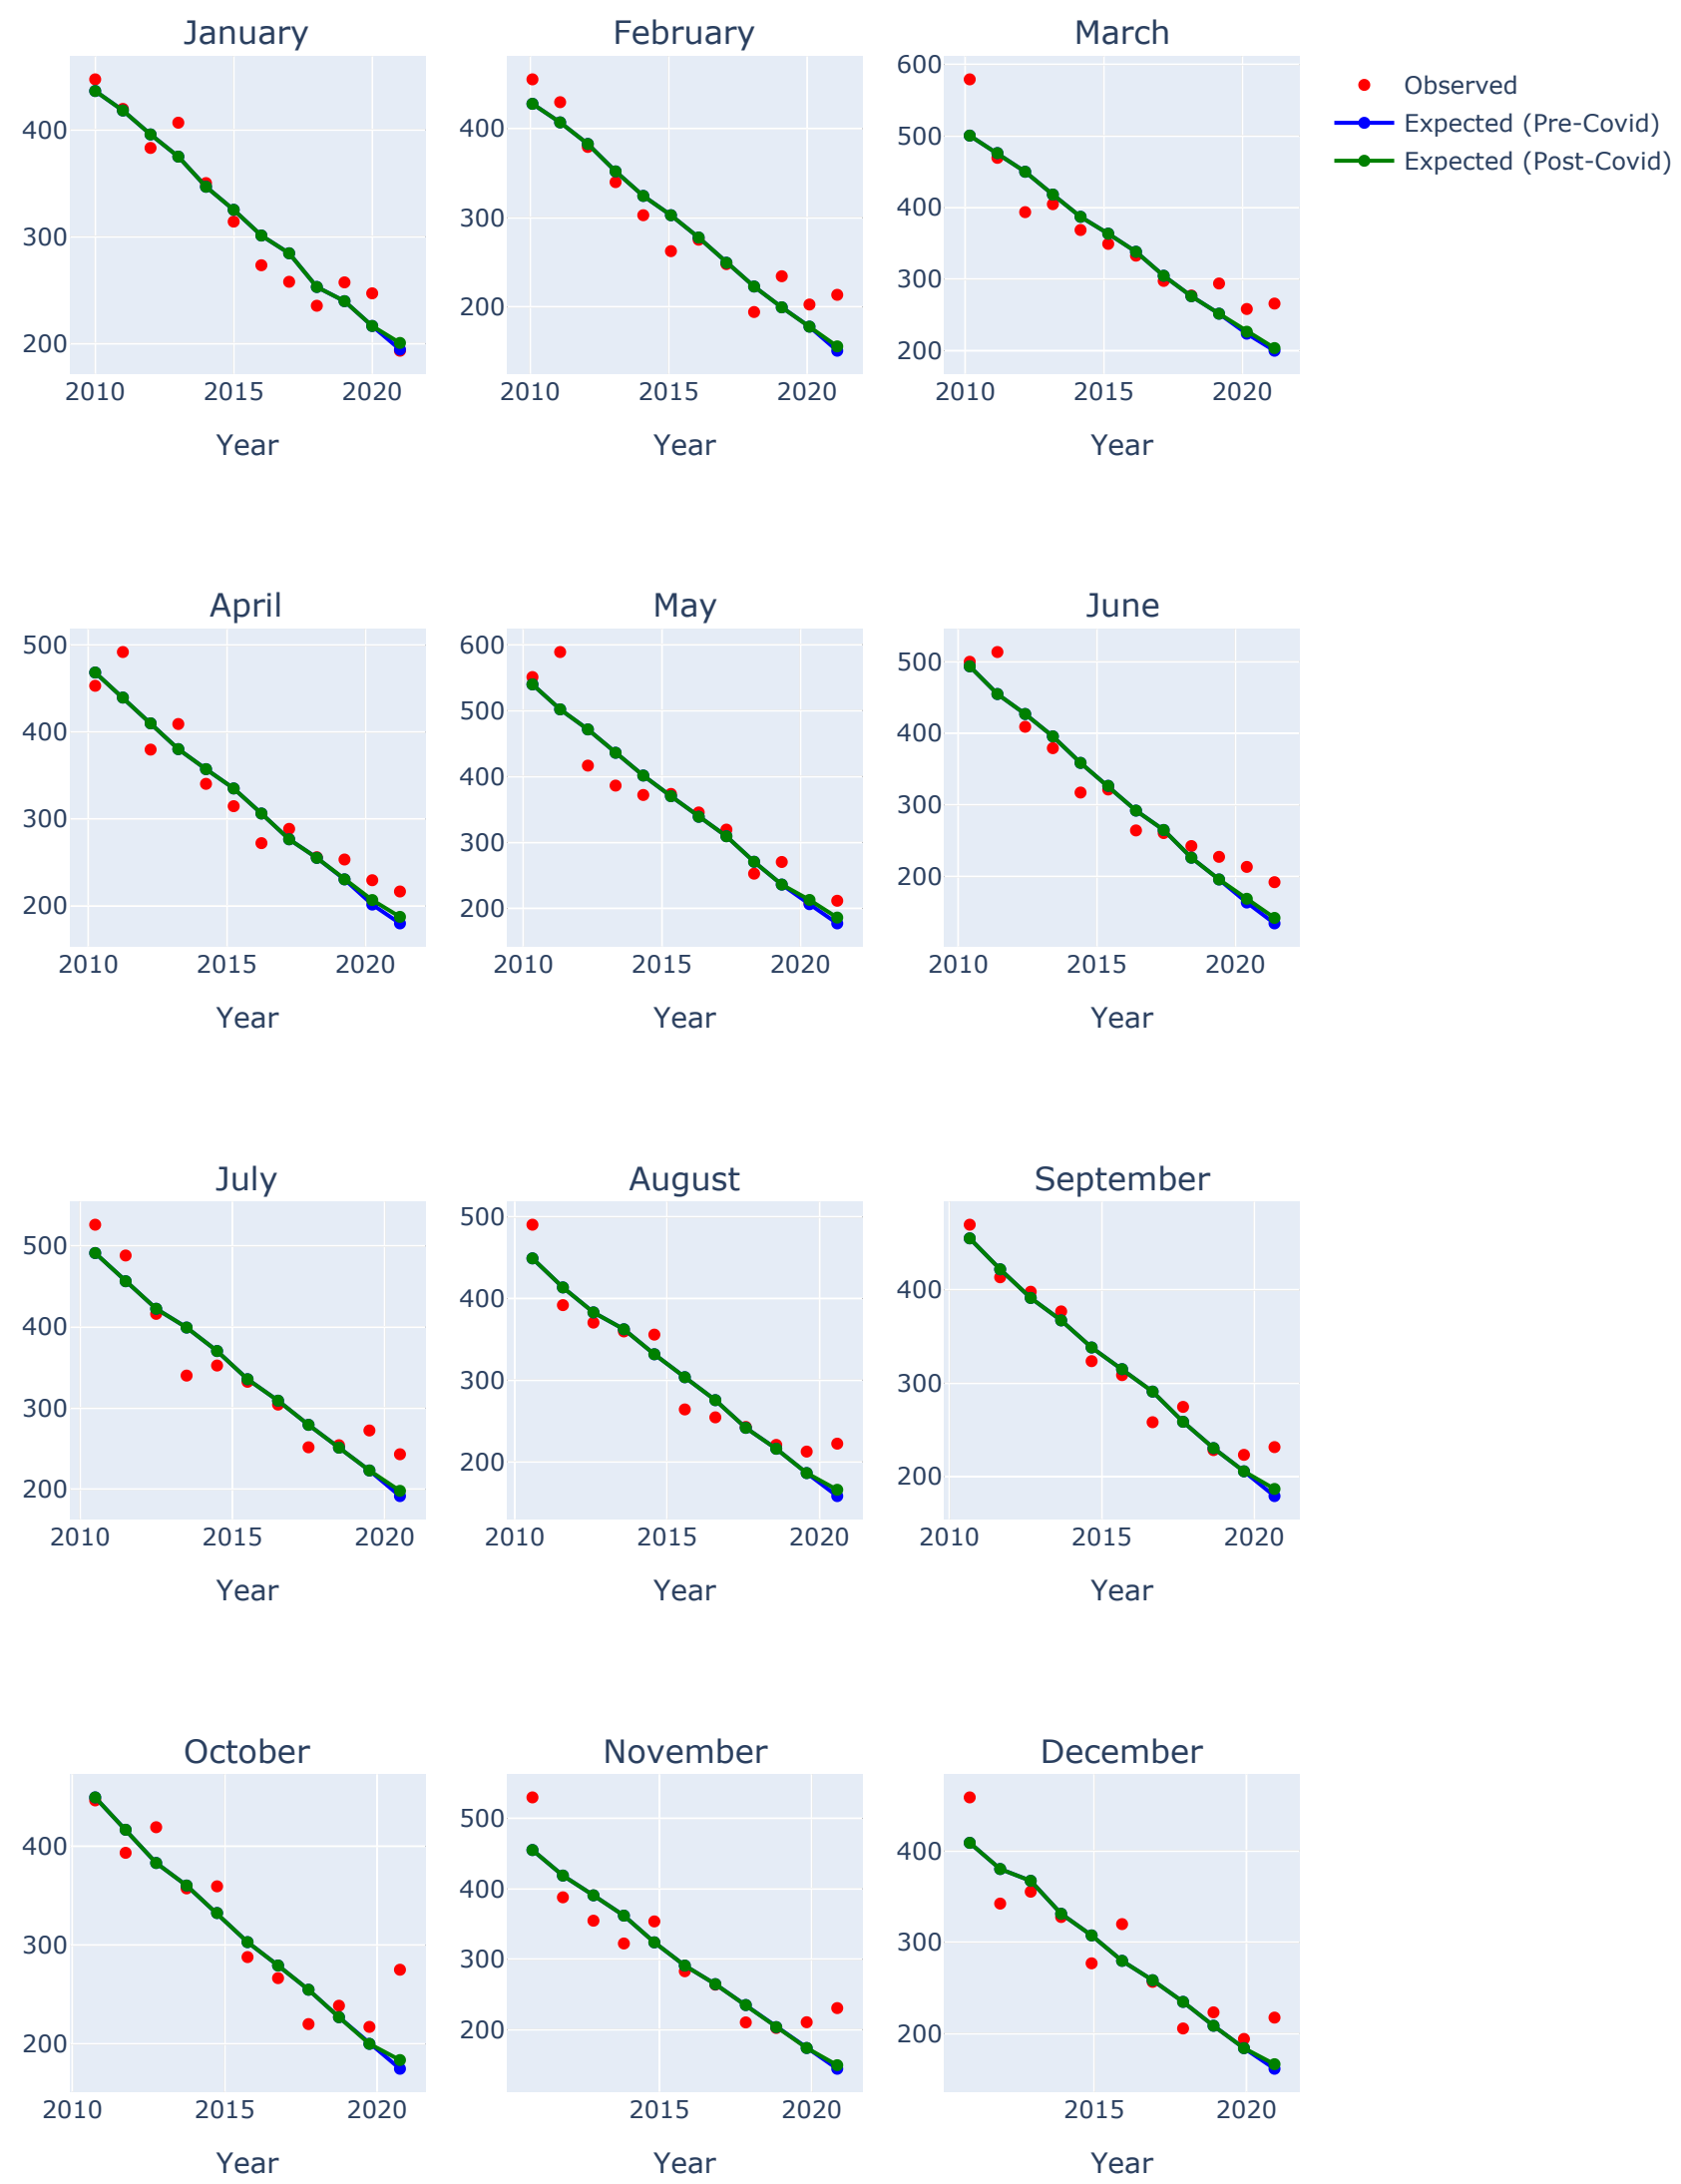 January
February
March
400
300
200
2010 2015 2020
Year
400
300
200
2010 2015 2020
Year
600
500
400
300
200
2010 2015 2020
Year
Observed
Expected (Pre-Covid)
Expected (Post-Covid)
April
May
June
500
400
300
200
2010 2015 2020
Year
600
500
400
300
200
2010 2015 2020
Year
500
400
300
200
2010 2015 2020
Year
July
August
September
500
400
300
200
2010 2015 2020
Year
500
400
300
200
2010 2015 2020
Year
400
300
200
2010 2015 2020
Year
October
November
December
400
300
200
2010 2015 2020
Year
500
400
300
200
2015 2020
Year
400
300
200
2015 2020
Year